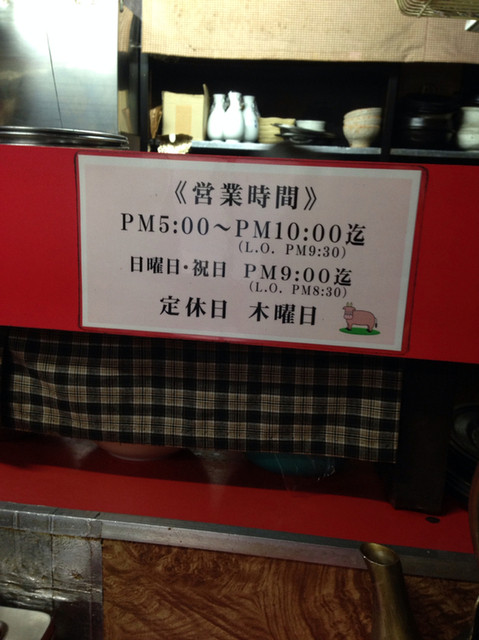 《営業時間》
PM5:00～PM10:00迄
(L.O. PM9:30)
日曜日・祝日 PM9:00迄
(L.O. PM8:30)
定休日 木曜日